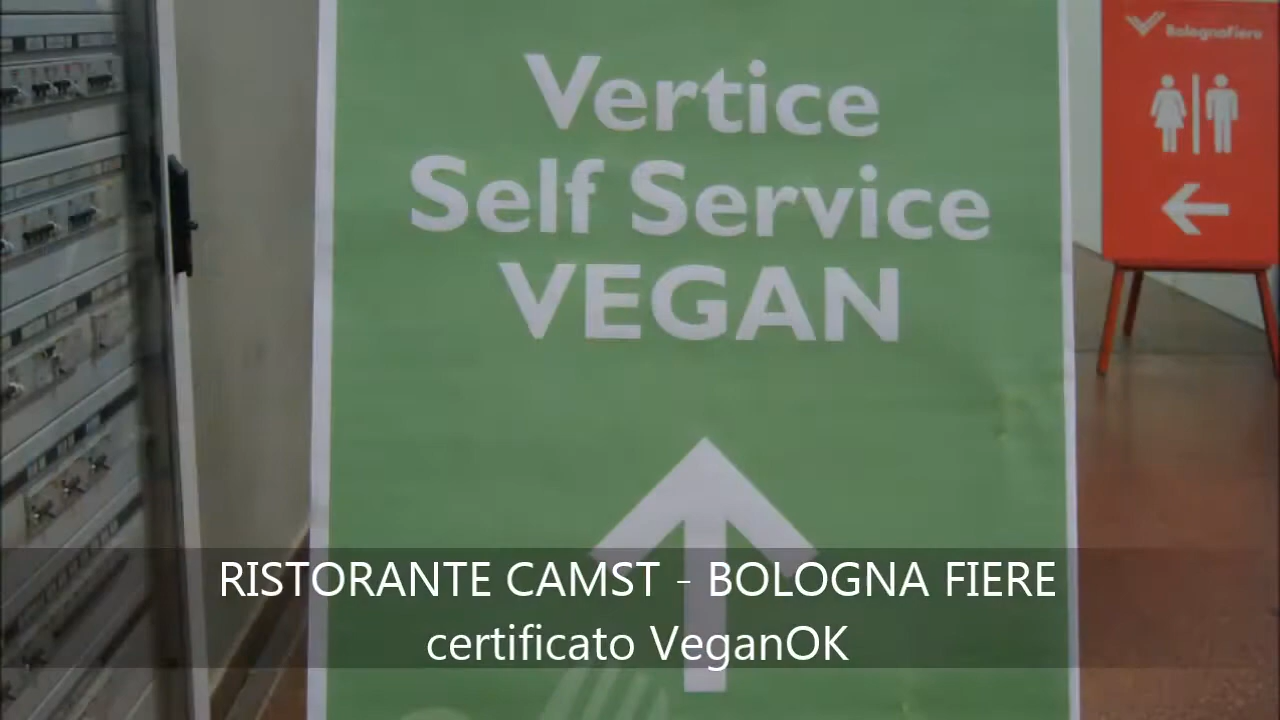 Vertice
Self Service
VEGAN
BolognaFiere
RISTORANTE CAMST - BOLOGNA FIERE
certificato VeganOK